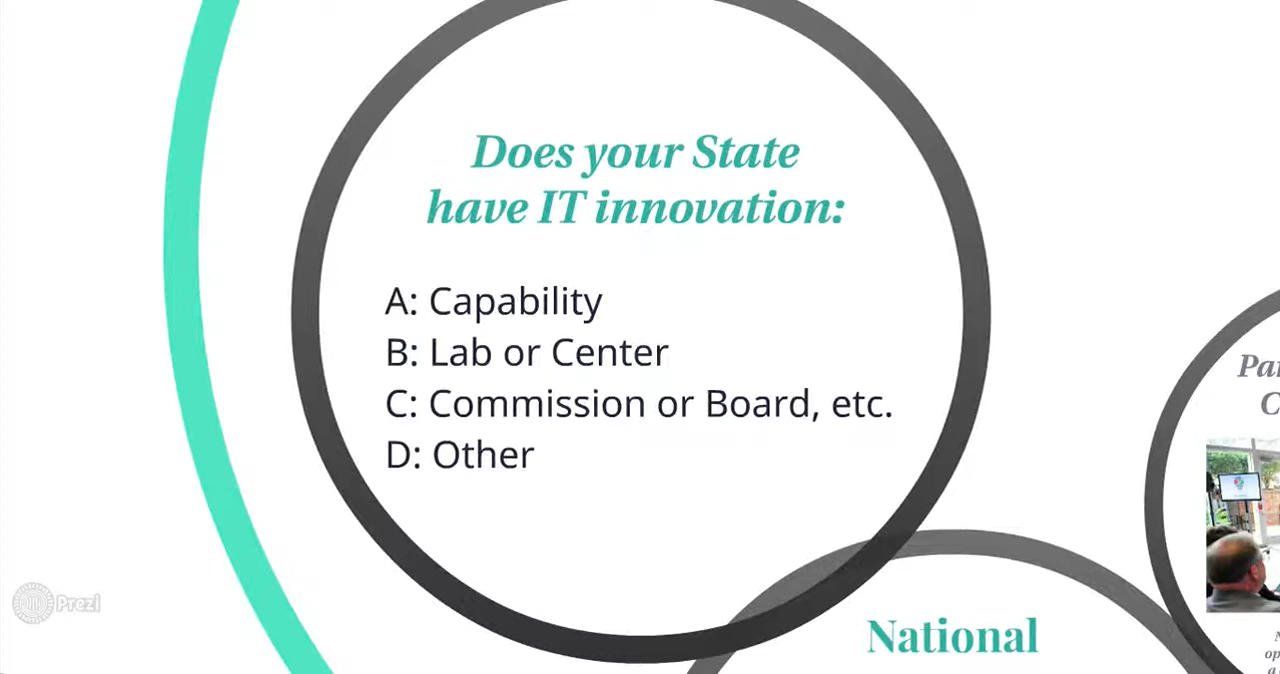 Does your State
have IT innovation:
A: Capability
B: Lab or Center
C: Commission or Board, etc.
D: Other
Prezi
National